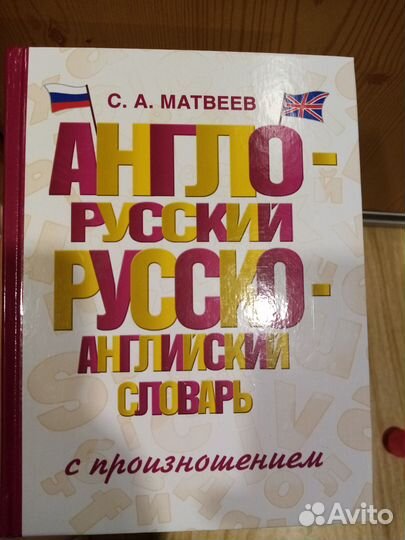 С. А. МАТВЕЕВ
АНГЛО-
РУССКИЙ
РУССКО-
АНГЛИЙСКИЙ
СЛОВАРЬ
с произношением
Avito